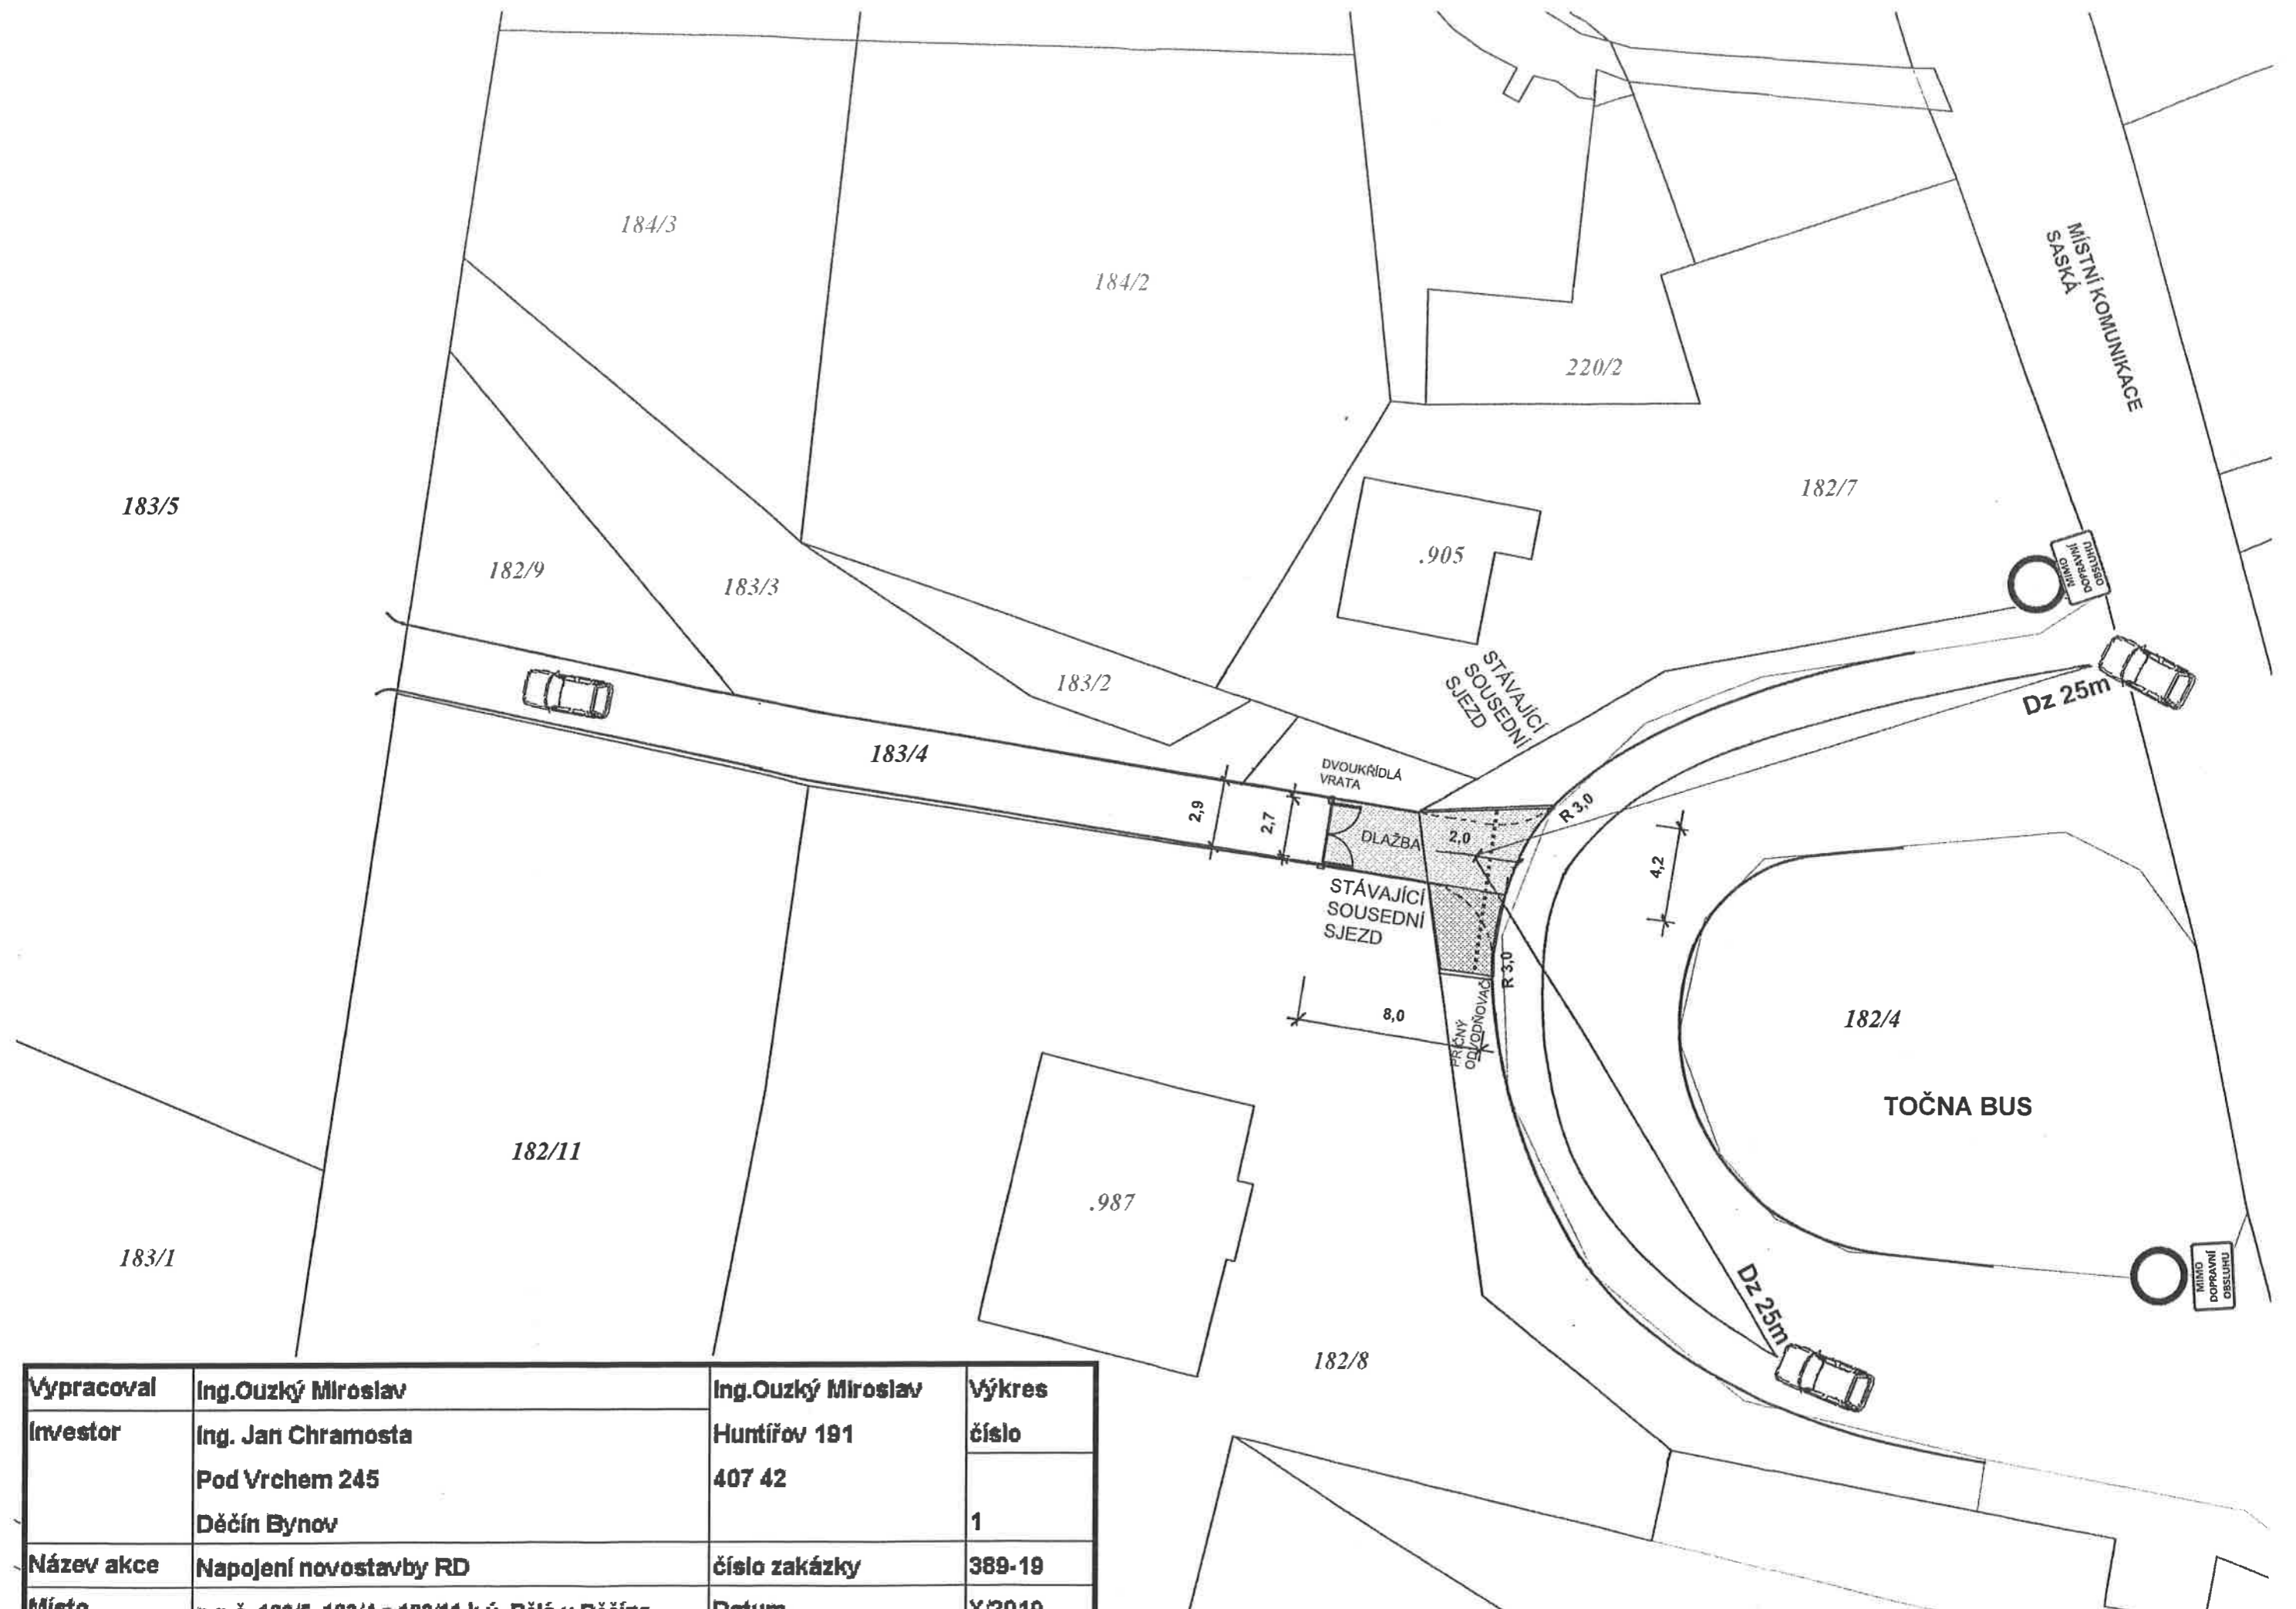 184/3
184/2
220/2
MÍSTNÍ KOMUNIKACE
SASKÁ
183/5
182/7
.905
182/9
183/3
183/2
MIMO
DOPRAVNÍ
OBSLUHU
STÁVAJÍCÍ
SOUSEDNÍ
SJEZD
Dz 25m
183/4
DVOUKŘÍDLÁ
VRATA
2,9
2,7
DLAŽBA
2,0
R 3,0
4,2
STÁVAJÍCÍ
SOUSEDNÍ
SJEZD
R 3,0
8,0
PŘÍČNÝ
ODVODŇOVAČ
182/4
TOČNA BUS
182/11
.987
183/1
MIMO
DOPRAVNÍ
OBSLUHU
Dz 25m
182/8
Vypracoval Ing.Ouzký Miroslav Ing.Ouzký Miroslav Výkres
Investor Ing. Jan Chramosta Huntířov 191 číslo
Pod Vrchem 245 407 42
Děčín Bynov 1
Název akce Napojení novostavby RD číslo zakázky 389-19
Místo Datum X/2019